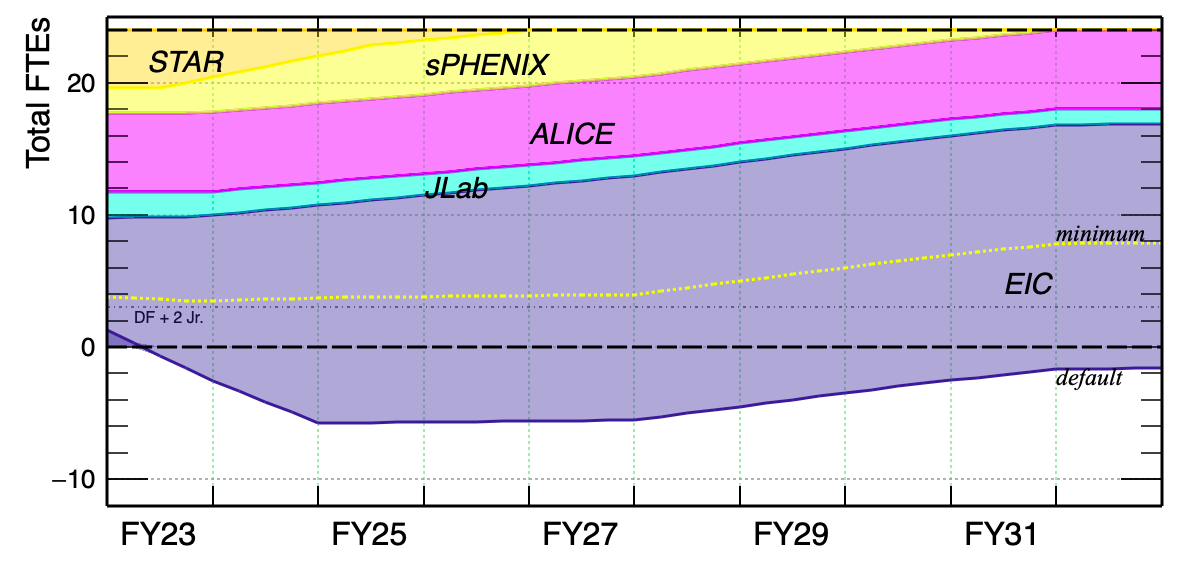 Total FTEs
STAR
sPHENIX
20
ALICE
JLab
10
minimum
EIC
DF + 2 Jr.
0
default
−10
FY23 FY25 FY27 FY29 FY31